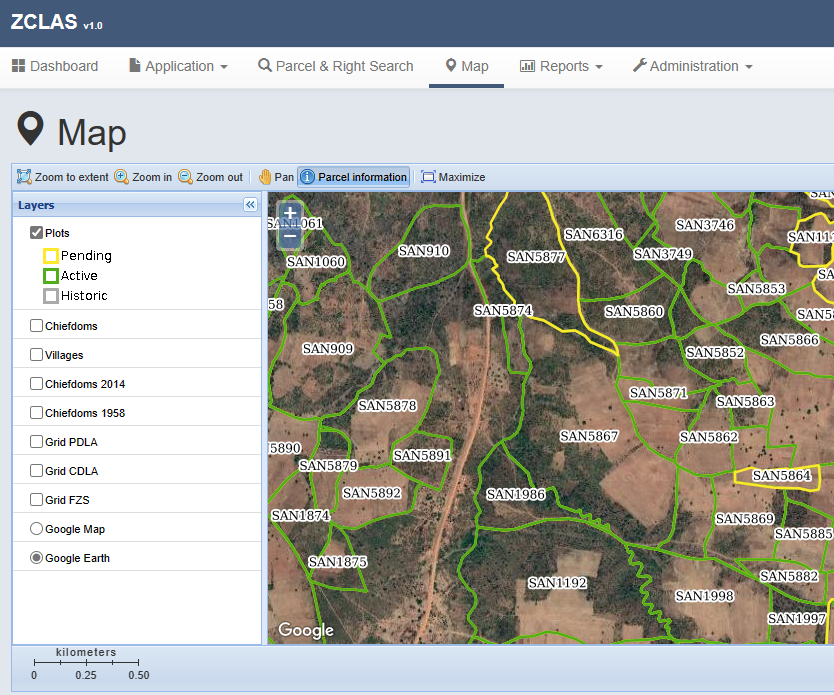 ZCLAS v1.0
Dashboard Application Parcel & Right Search Map Reports Administration
Map
Zoom to extent Zoom in Zoom out Pan Parcel information Maximize
Layers
Plots
Pending
Active
Historic
Chiefdoms
Villages
Chiefdoms 2014
Chiefdoms 1958
Grid PDLA
Grid CDLA
Grid FZS
Google Map
Google Earth
+
−
SAN1061
SAN3746
SAN6316
SAN910
SAN3749
SAN5877
SAN1060
SAN5853
58
SAN5874
SAN5860
SAN58
SAN5866
SAN909
SAN5852
SAN5871
SAN5863
SAN5878
SAN5867
SAN5862
5890
SAN5891
SAN5879
SAN5864
SAN5892
SAN1986
SAN1874
SAN5869
SAN5885
SAN1875
SAN5882
SAN1192
SAN1998
SAN1997
Google
kilometers
0 0.25 0.50